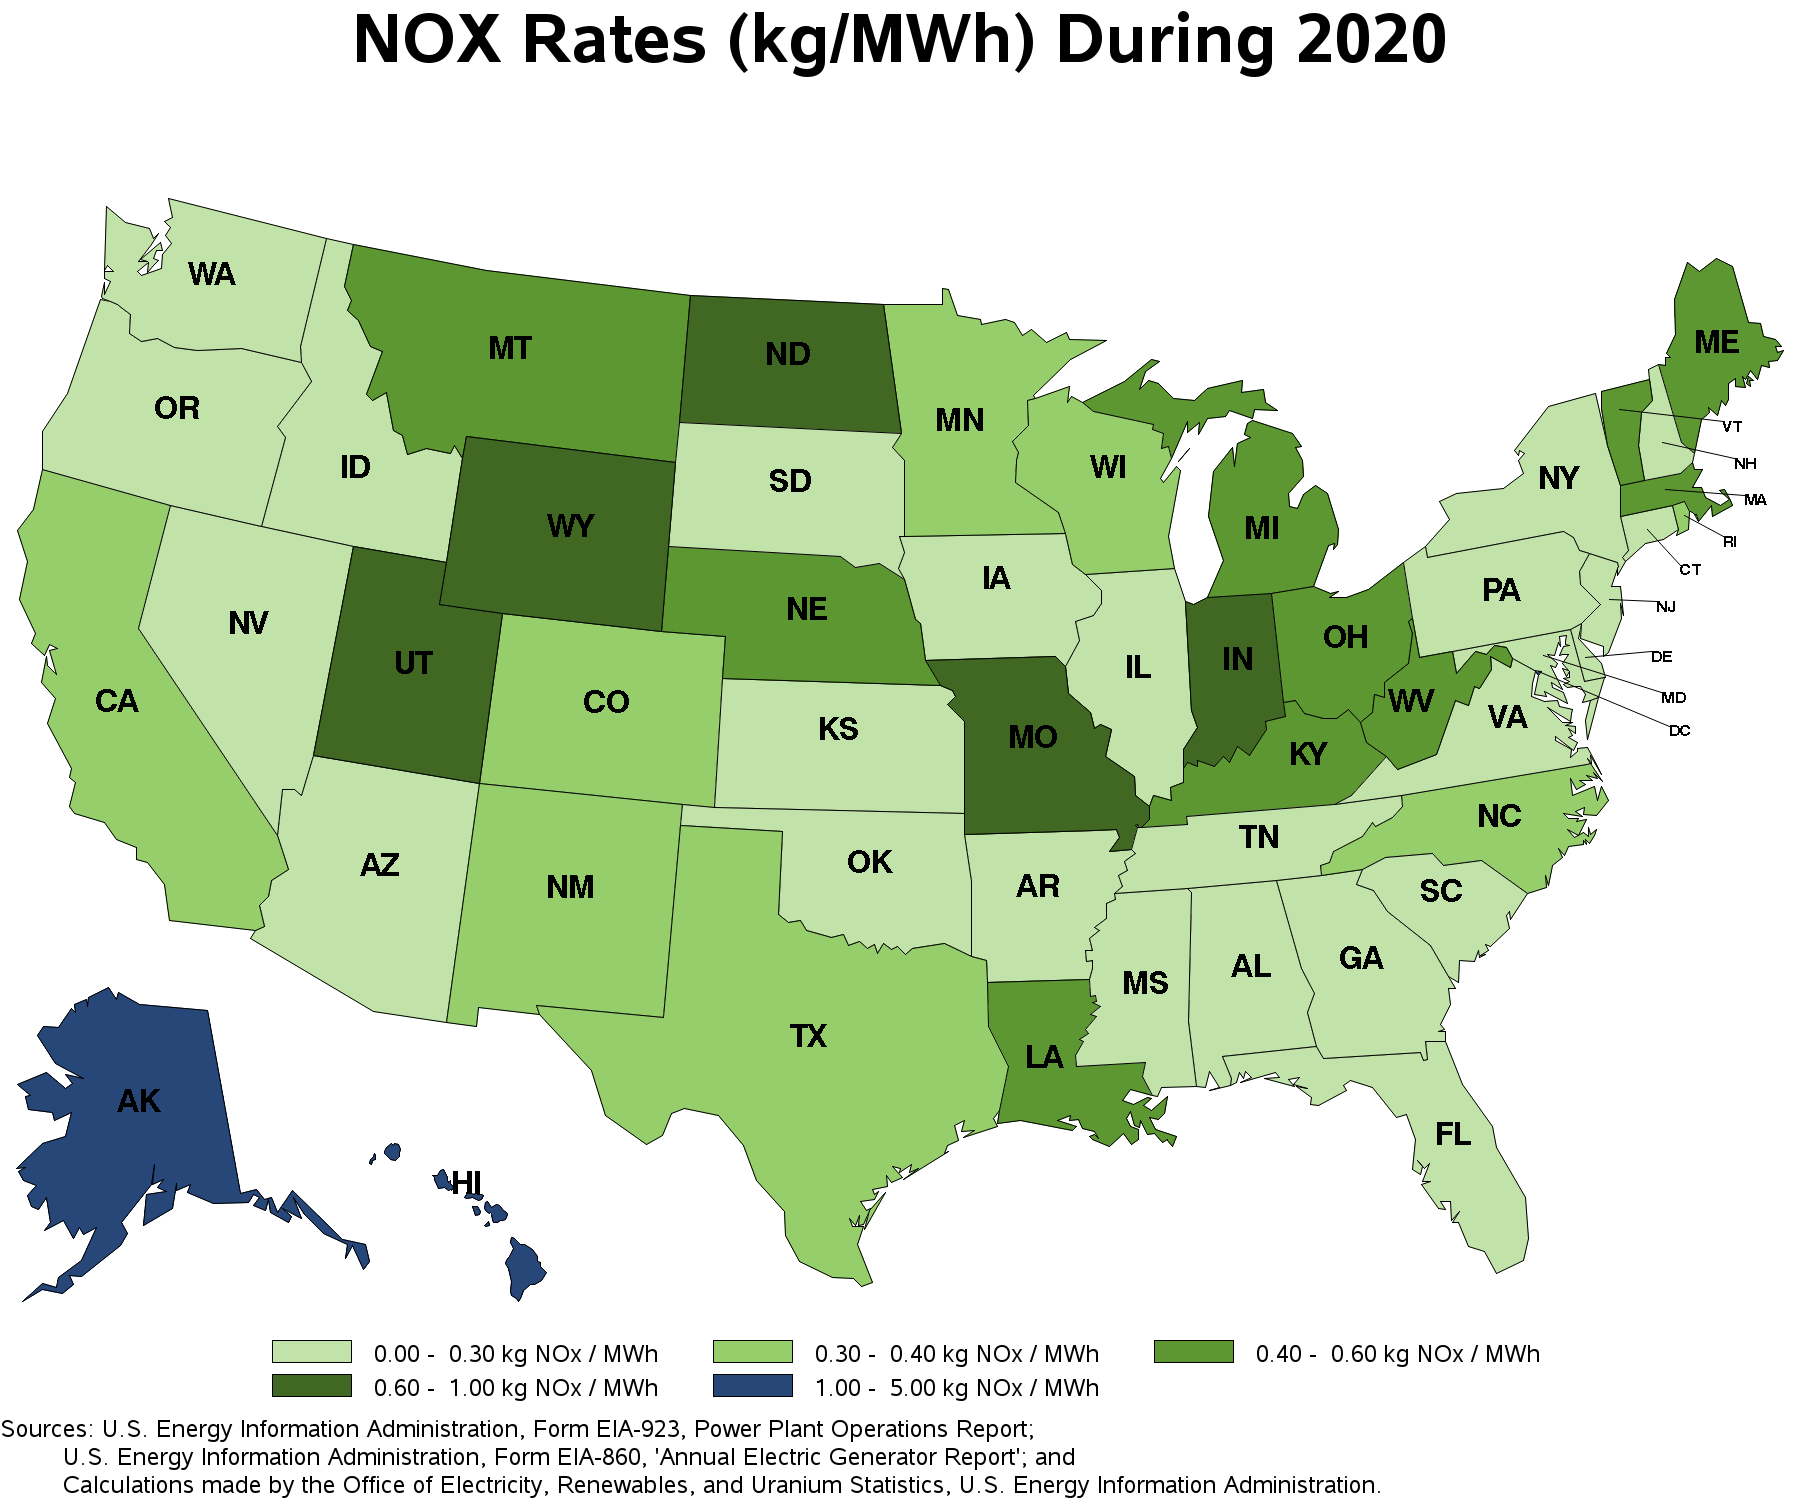 NOX Rates (kg/MWh) During 2020
WA
MT
ND
ME
OR
MN
VT
ID
WI
NH
SD
NY
MA
WY
MI
RI
CT
IA
PA
NE
NJ
NV
OH
UT
IL
IN
DE
CA
CO
WV
MD
KS
MO
VA
DC
KY
NC
TN
AZ
OK
NM
AR
SC
GA
AL
MS
TX
LA
AK
FL
HI
0.00 - 0.30 kg NOx / MWh 0.30 - 0.40 kg NOx / MWh 0.40 - 0.60 kg NOx / MWh
0.60 - 1.00 kg NOx / MWh 1.00 - 5.00 kg NOx / MWh
Sources: U.S. Energy Information Administration, Form EIA-923, Power Plant Operations Report;
U.S. Energy Information Administration, Form EIA-860, 'Annual Electric Generator Report'; and
Calculations made by the Office of Electricity, Renewables, and Uranium Statistics, U.S. Energy Information Administration.